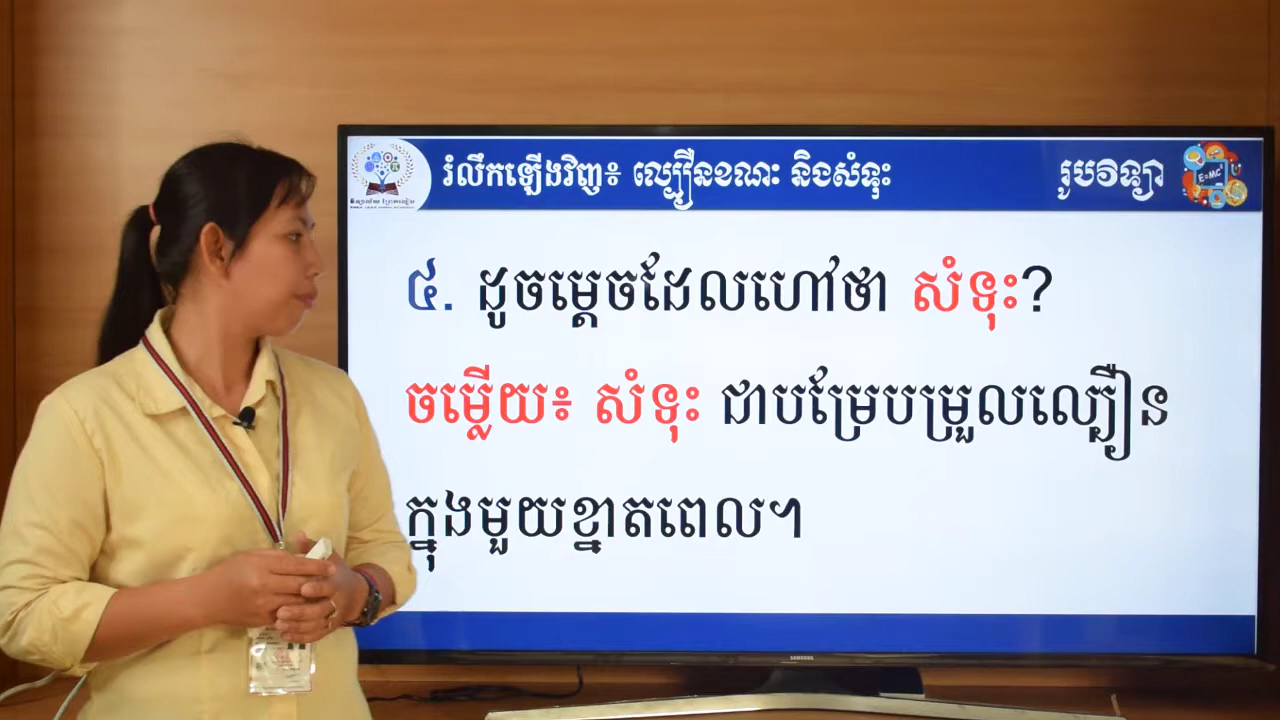 រំលឹកឡើងវិញ៖ ល្បឿនខណៈ និងសំទុះ
រូបវិទ្យា
E=MC²
៤. ដូចម្តេចដែលហៅថា សំទុះ?
ចម្លើយ៖ សំទុះ ជាបម្រែបម្រួលល្បឿន
ក្នុងមួយខ្នាតពេល។
SAMSUNG